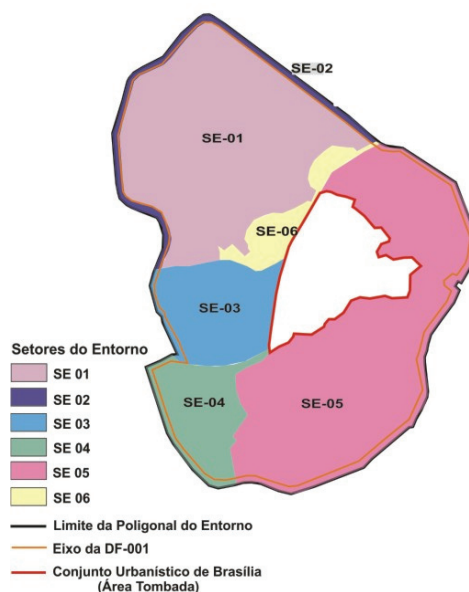 SE-02
SE-01
SE-06
SE-03
SE-04
SE-05
Setores do Entorno
SE 01
SE 02
SE 03
SE 04
SE 05
SE 06
Limite da Poligonal do Entorno
Eixo da DF-001
Conjunto Urbanístico de Brasília
(Área Tombada)